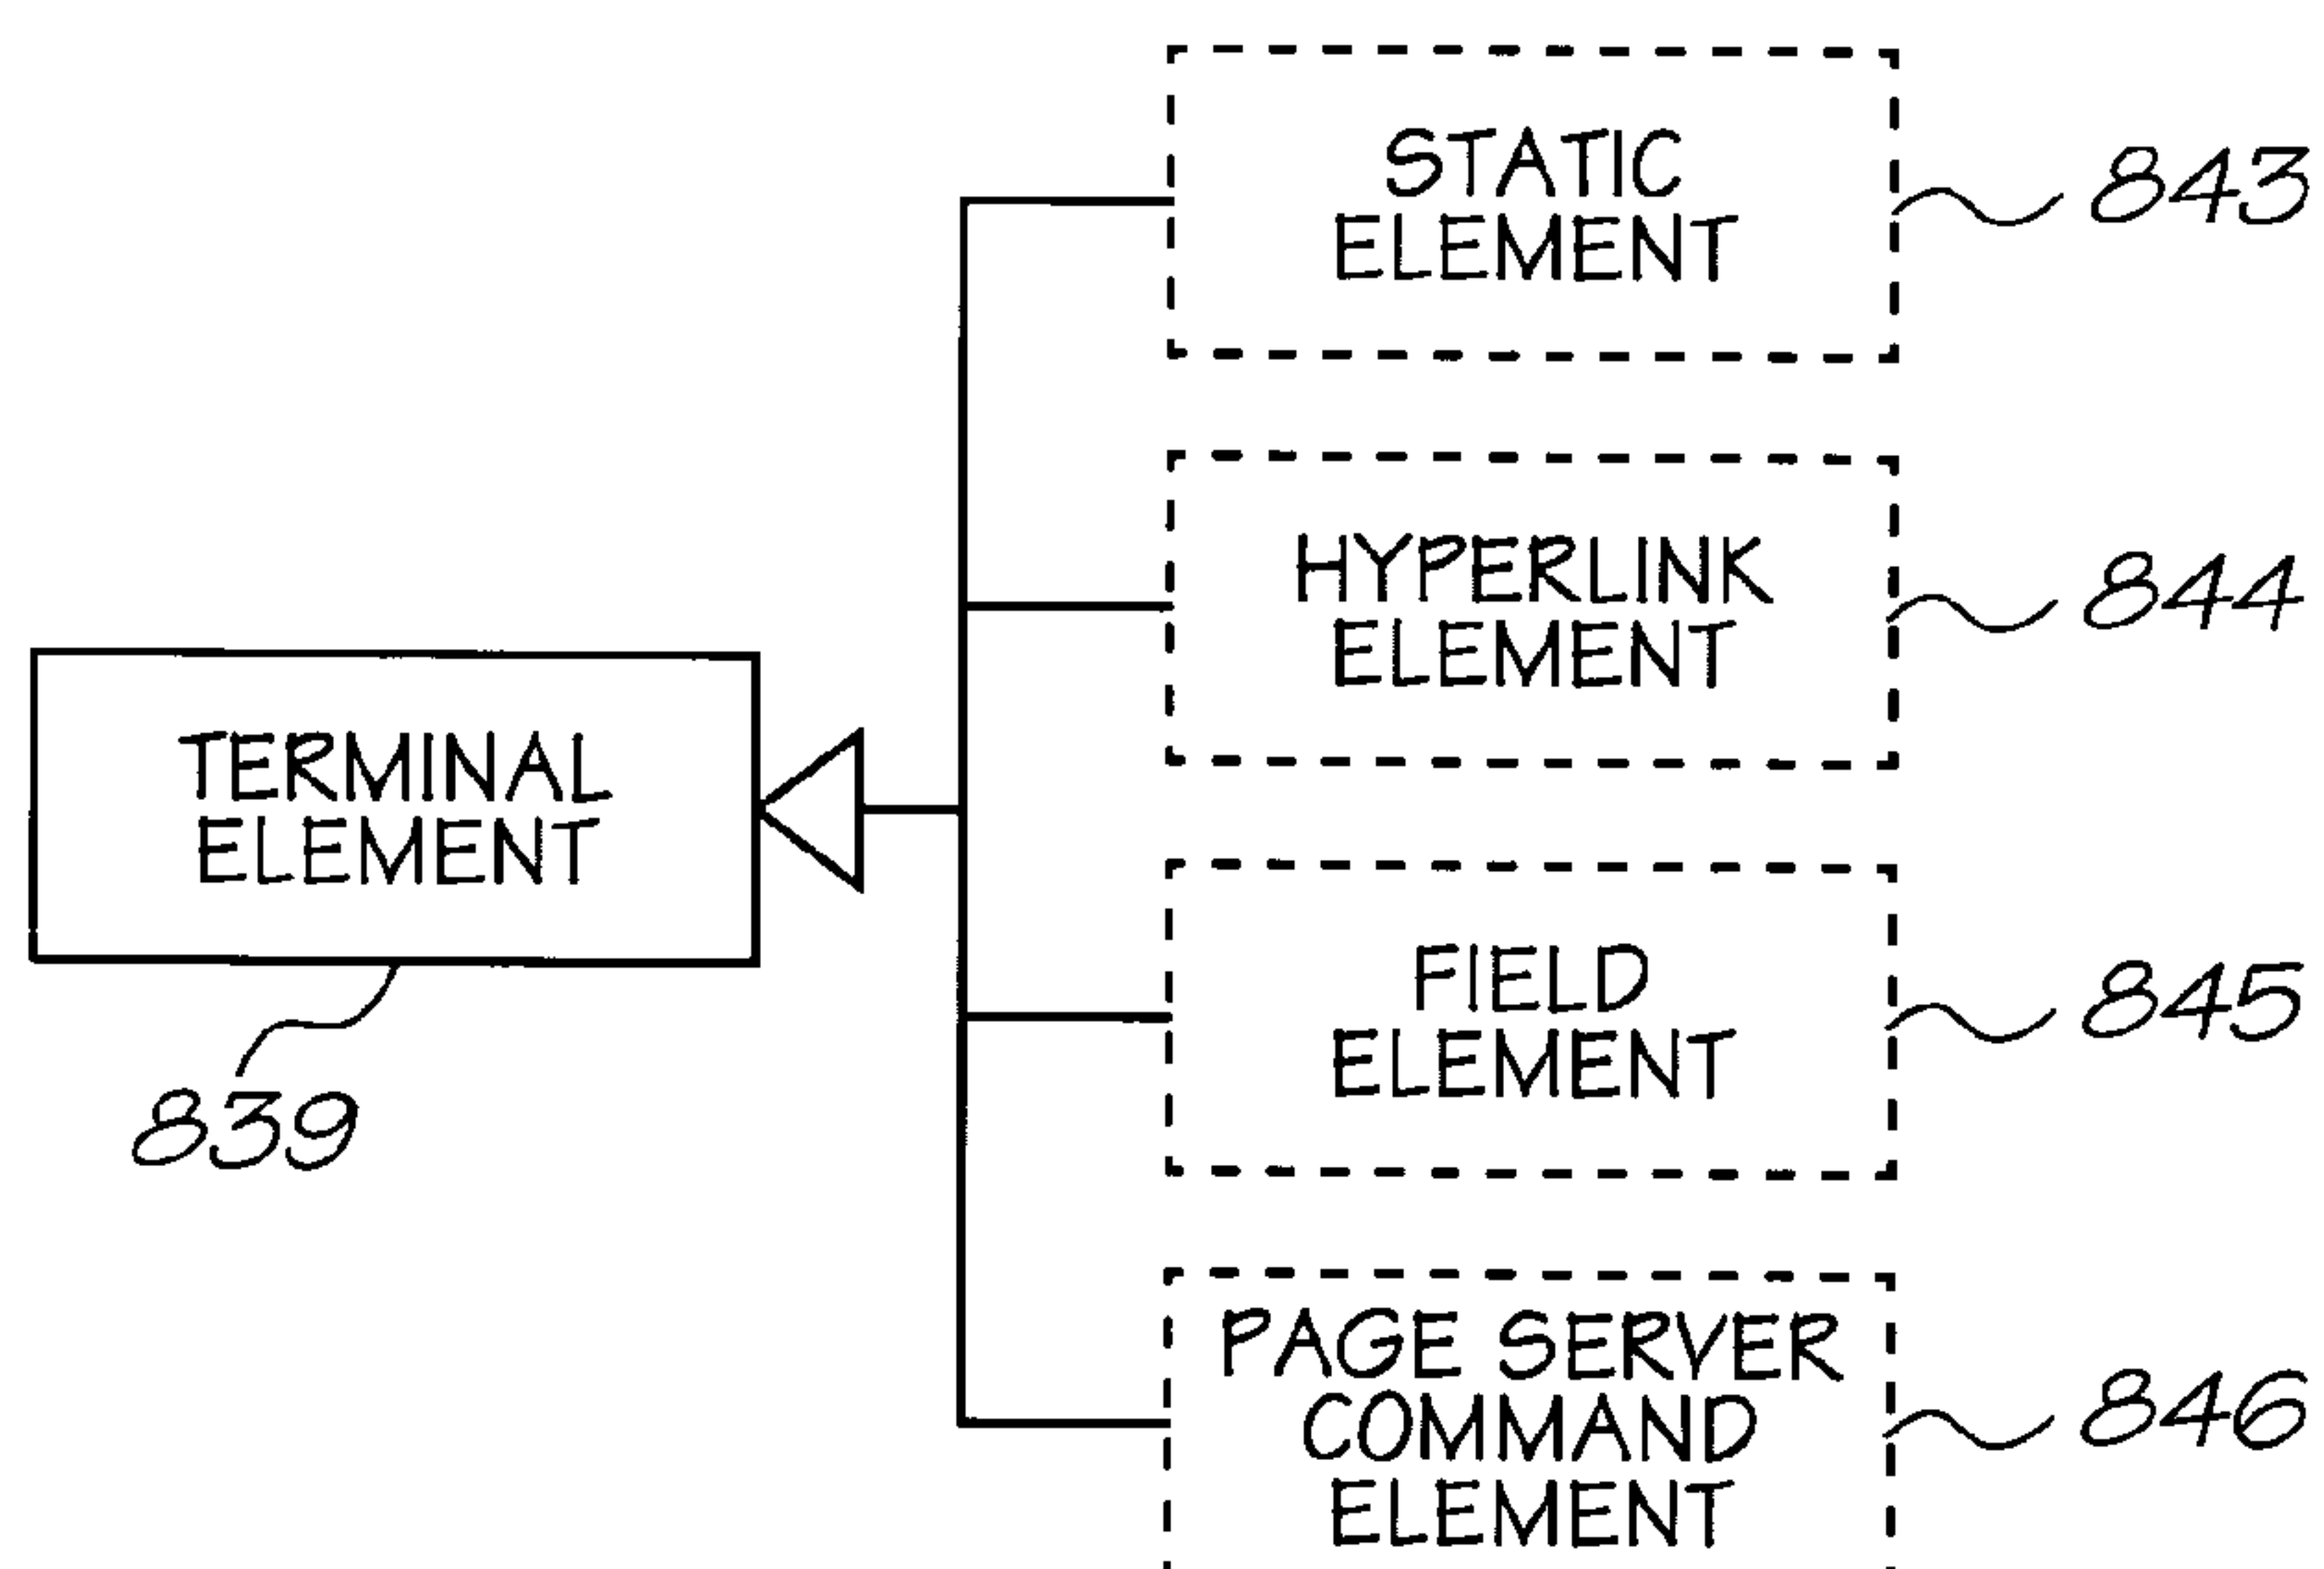 STATIC
ELEMENT
843
HYPERLINK
ELEMENT
844
TERMINAL
ELEMENT
839
FIELD
ELEMENT
845
PAGE SERVER
COMMAND
ELEMENT
846